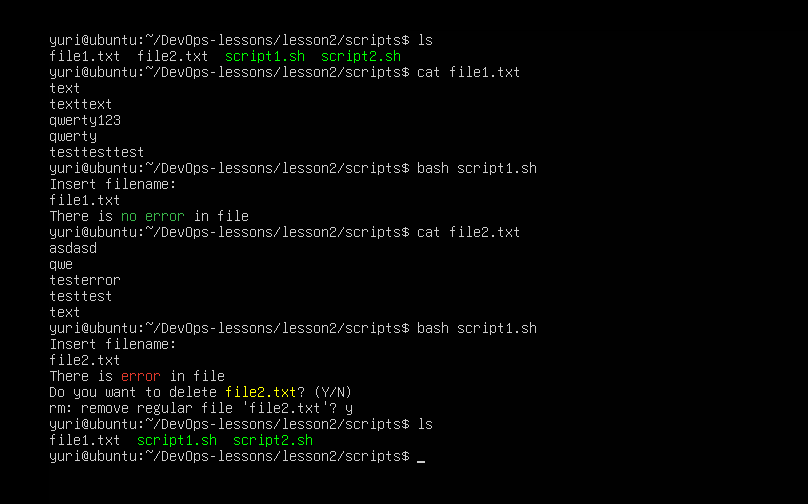 yuri@ubuntu:~/DevOps-lessons/lesson2/scripts$ ls
file1.txt  file2.txt  script1.sh  script2.sh
yuri@ubuntu:~/DevOps-lessons/lesson2/scripts$ cat file1.txt
text
texttext
qwerty123
qwerty
testtesttest
yuri@ubuntu:~/DevOps-lessons/lesson2/scripts$ bash script1.sh
Insert filename:
file1.txt
There is no error in file
yuri@ubuntu:~/DevOps-lessons/lesson2/scripts$ cat file2.txt
asdasd
qwe
testerror
testtest
text
yuri@ubuntu:~/DevOps-lessons/lesson2/scripts$ bash script1.sh
Insert filename:
file2.txt
There is error in file
Do you want to delete file2.txt? (Y/N)
rm: remove regular file 'file2.txt'? y
yuri@ubuntu:~/DevOps-lessons/lesson2/scripts$ ls
file1.txt  script1.sh  script2.sh
yuri@ubuntu:~/DevOps-lessons/lesson2/scripts$ _